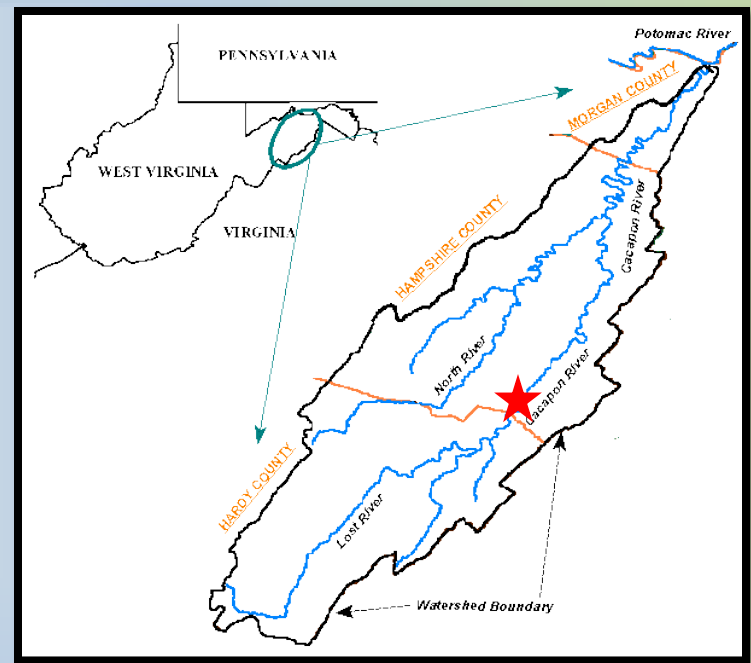 Potomac River
PENNSYLVANIA
MORGAN COUNTY
WEST VIRGINIA
VIRGINIA
HAMPSHIRE COUNTY
Cacapon River
North River
Cacapon River
HARDY COUNTY
Lost River
Watershed Boundary